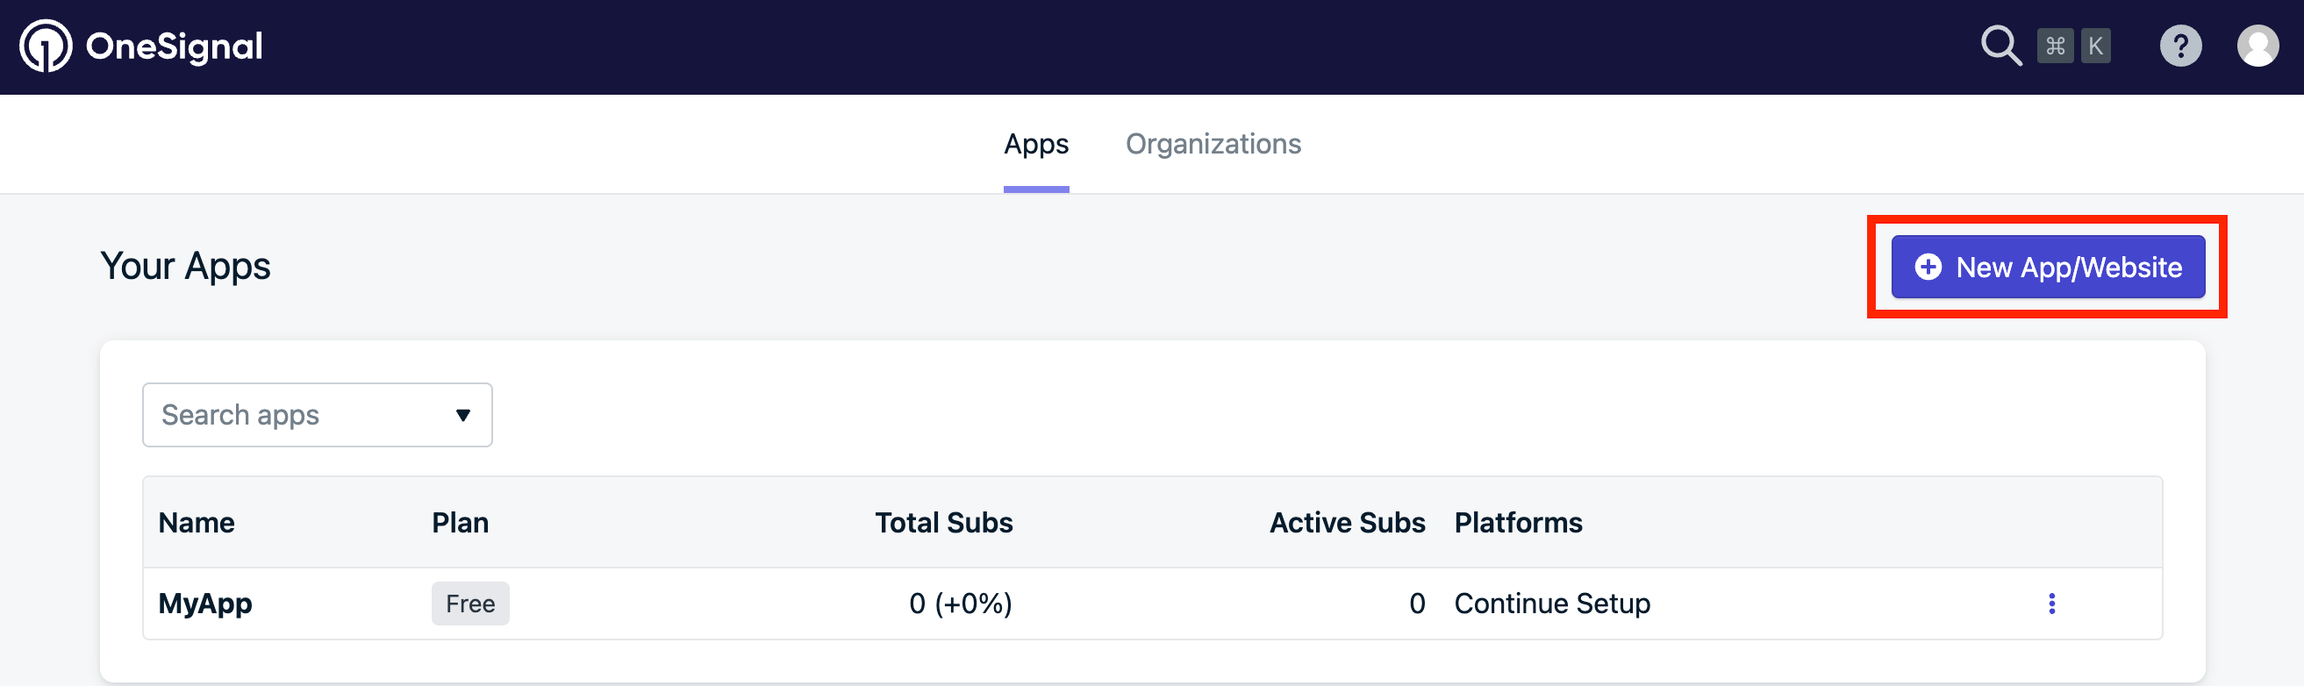 OneSignal ⌘ K ?
Apps Organizations
Your Apps New App/Website
Search apps
Name Plan Total Subs Active Subs Platforms
MyApp Free 0 (+0%) 0 Continue Setup